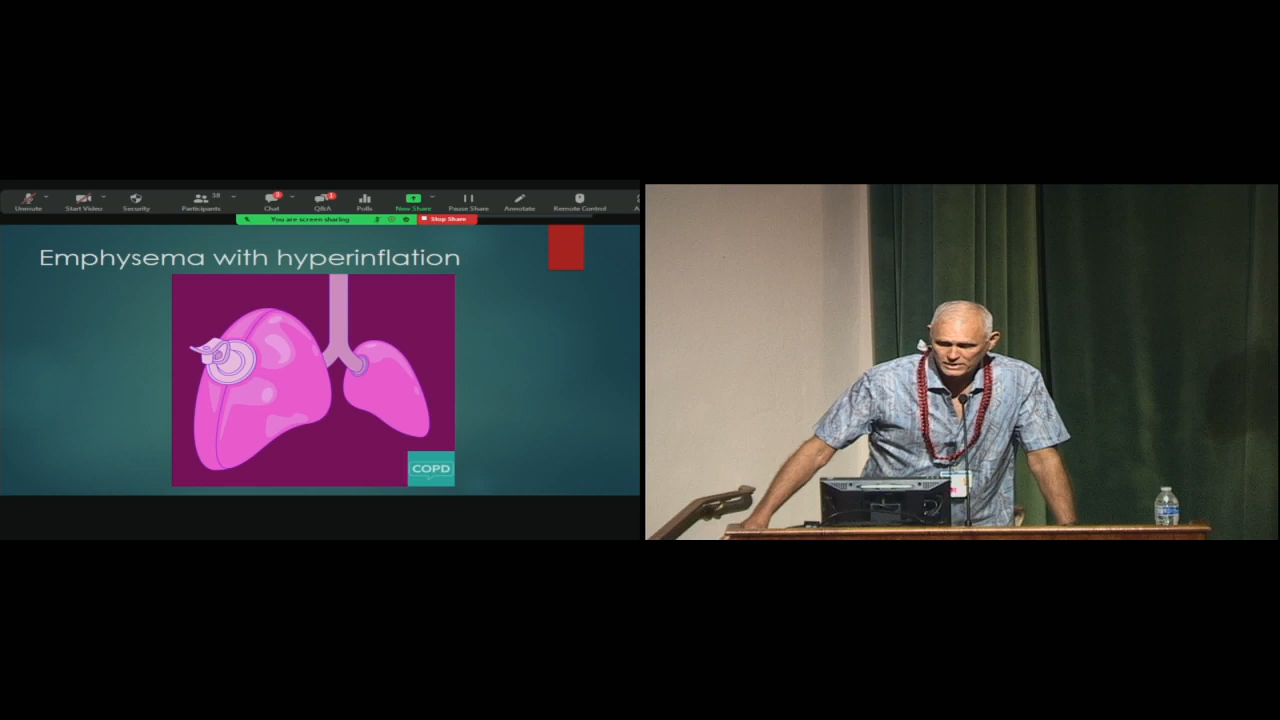 Unmute
Start Video
Security
Participants
38
Chat
Q&A
Polls
New Share
Pause Share
Annotate
Remote Control
You are screen sharing
Stop Share
Emphysema with hyperinflation
COPD